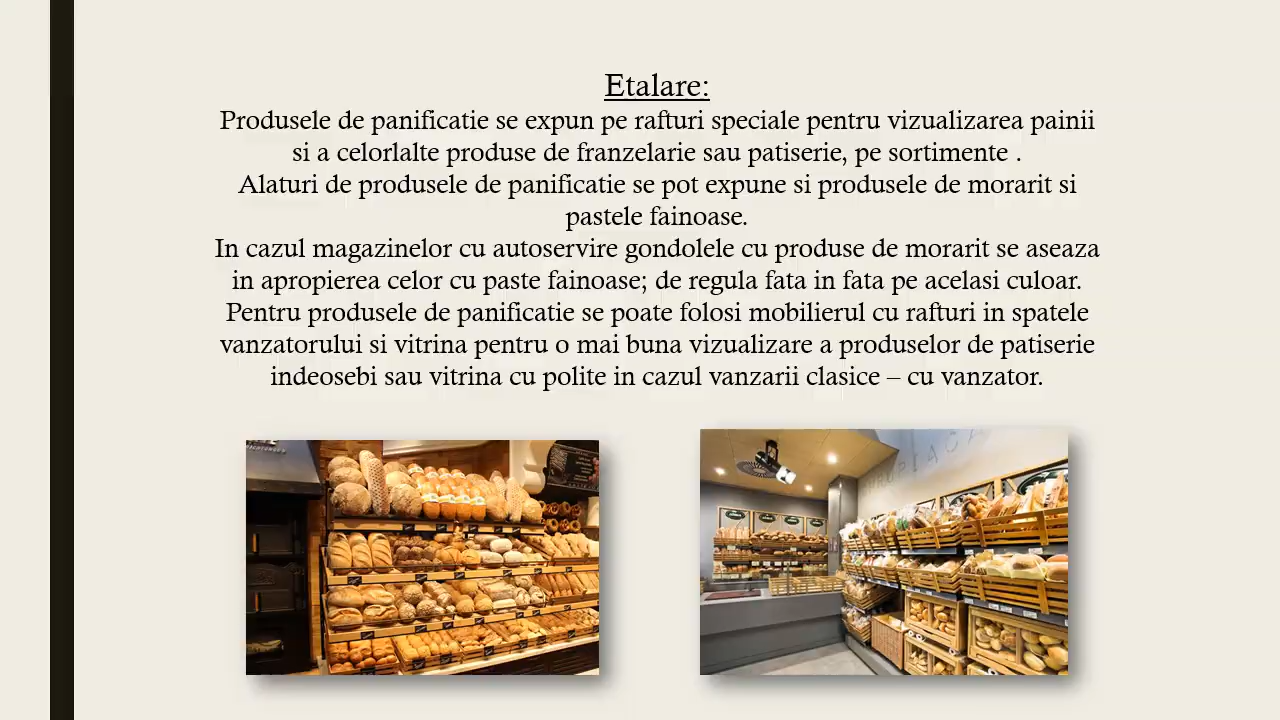 Etalare:
Produsele de panificatie se expun pe rafturi speciale pentru vizualizarea painii
si a celorlalte produse de franzelarie sau patiserie, pe sortimente .
Alaturi de produsele de panificatie se pot expune si produsele de morarit si
pastele fainoase.
In cazul magazinelor cu autoservire gondolele cu produse de morarit se aseaza
in apropierea celor cu paste fainoase; de regula fata in fata pe acelasi culoar.
Pentru produsele de panificatie se poate folosi mobilierul cu rafturi in spatele
vanzatorului si vitrina pentru o mai buna vizualizare a produselor de patiserie
indeosebi sau vitrina cu polite in cazul vanzarii clasice – cu vanzator.